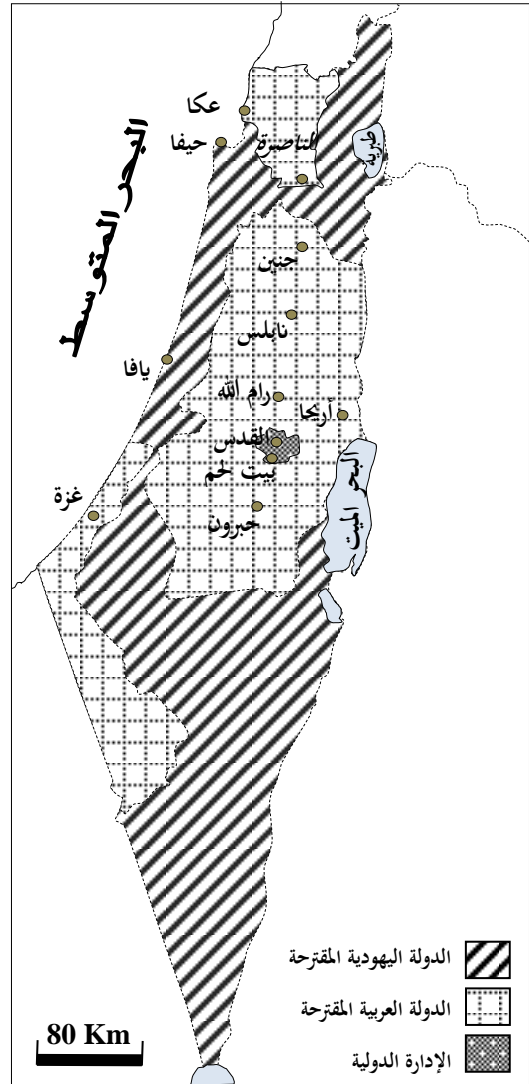 عكا
حيفا
الناصرة
طبرية
البحر المتوسط
جنين
نابلس
يافا
رام الله
أريحا
القدس
بيت لحم
غزة
حبرون
البحر الميت
الدولة اليهودية المقترحة
الدولة العربية المقترحة
الإدارة الدولية
80 Km